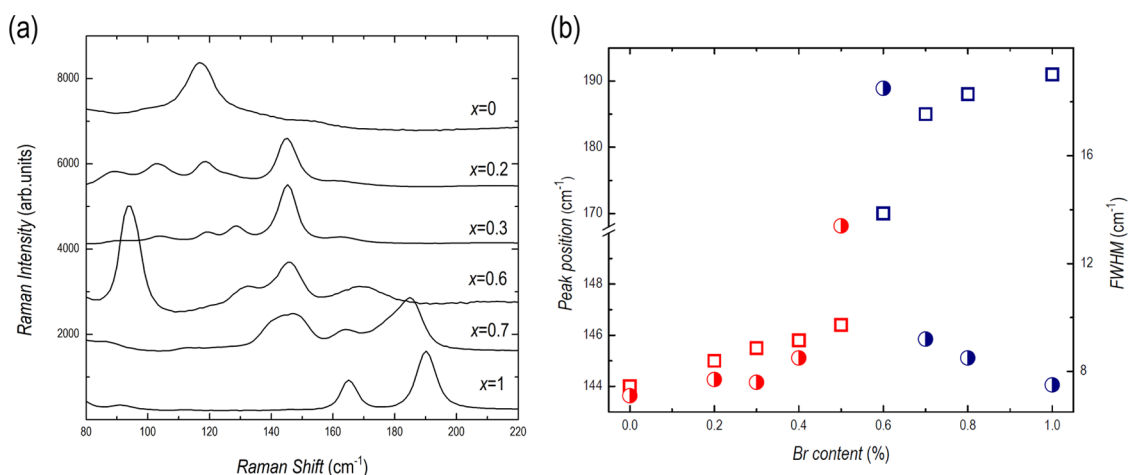 (a)
8000
6000
4000
2000
Raman Intensity (arb.units)
x=0
x=0.2
x=0.3
x=0.6
x=0.7
x=1
80 100 120 140 160 180 200 220
Raman Shift (cm⁻¹)
(b)
190
180
170
148
146
144
Peak position (cm⁻¹)
16
12
8
FWHM (cm⁻¹)
0.0 0.2 0.4 0.6 0.8 1.0
Br content (%)